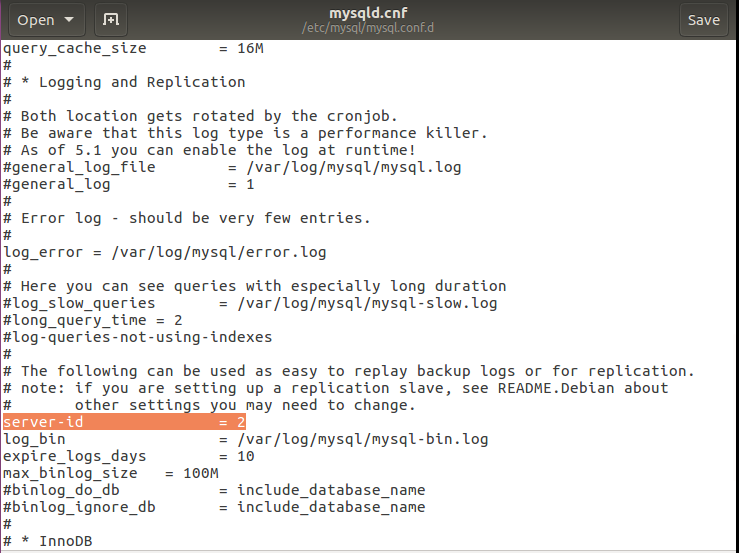 Open
mysqld.cnf
/etc/mysql/mysql.conf.d
Save
query_cache_size        = 16M
#
# * Logging and Replication
#
# Both location gets rotated by the cronjob.
# Be aware that this log type is a performance killer.
# As of 5.1 you can enable the log at runtime!
#general_log_file        = /var/log/mysql/mysql.log
#general_log             = 1
#
# Error log - should be very few entries.
#
log_error = /var/log/mysql/error.log
#
# Here you can see queries with especially long duration
#log_slow_queries       = /var/log/mysql/mysql-slow.log
#long_query_time = 2
#log-queries-not-using-indexes
#
# The following can be used as easy to replay backup logs or for replication.
# note: if you are setting up a replication slave, see README.Debian about
#       other settings you may need to change.
server-id               = 2
log_bin                 = /var/log/mysql/mysql-bin.log
expire_logs_days        = 10
max_binlog_size   = 100M
#binlog_do_db           = include_database_name
#binlog_ignore_db       = include_database_name
#
# * InnoDB